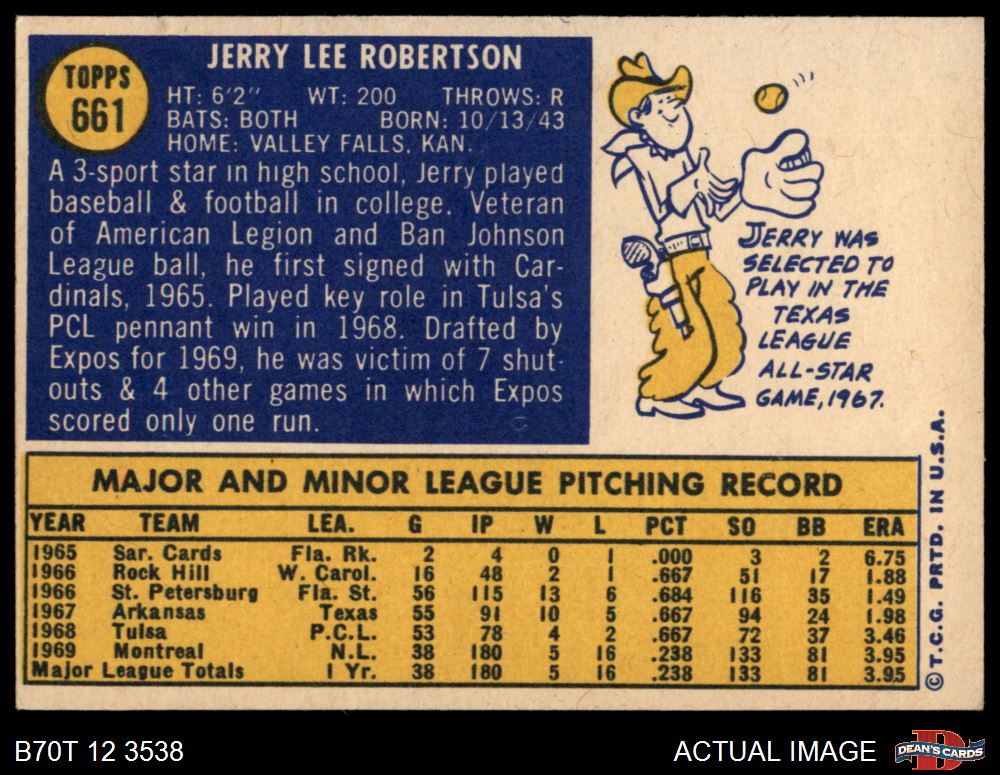 TOPPS
661
JERRY LEE ROBERTSON
HT: 6'2" WT: 200 THROWS: R
BATS: BOTH BORN: 10/13/43
HOME: VALLEY FALLS, KAN.
A 3-sport star in high school, Jerry played
baseball & football in college. Veteran
of American Legion and Ban Johnson
League ball, he first signed with Car-
dinals, 1965. Played key role in Tulsa's
PCL pennant win in 1968. Drafted by
Expos for 1969, he was victim of 7 shut-
outs & 4 other games in which Expos
scored only one run.
JERRY WAS
SELECTED TO
PLAY IN THE
TEXAS
LEAGUE
ALL-STAR
GAME, 1967.
MAJOR AND MINOR LEAGUE PITCHING RECORD
YEAR TEAM LEA. G IP W L PCT SO BB ERA
1965 Sar. Cards Fla. Rk. 2 4 0 1 .000 3 2 6.75
1966 Rock Hill W. Carol. 16 48 2 1 .667 51 17 1.88
1966 St. Petersburg Fla. St. 56 115 13 6 .684 116 35 1.49
1967 Arkansas Texas 55 91 10 5 .667 94 24 1.98
1968 Tulsa P.C.L. 53 78 4 2 .667 72 37 3.46
1969 Montreal N.L. 38 180 5 16 .238 133 81 3.95
Major League Totals 1 Yr. 38 180 5 16 .238 133 81 3.95
©T.C.G. PRTD. IN U.S.A.
B70T 12 3538 ACTUAL IMAGE
DEAN'S CARDS